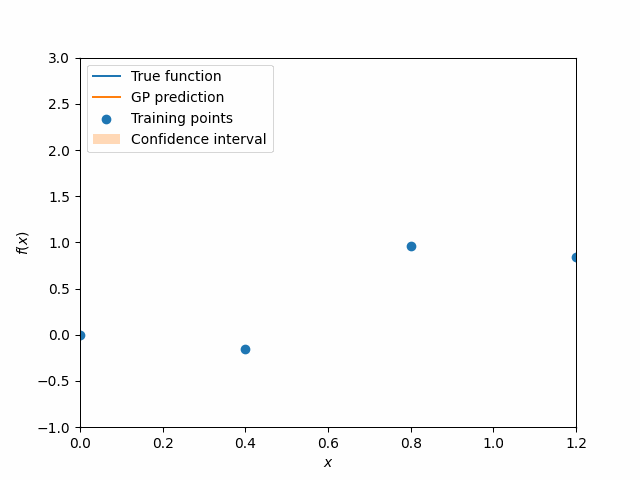 3.0
2.5
2.0
1.5
1.0
0.5
0.0
−0.5
−1.0
f(x)
True function
GP prediction
Training points
Confidence interval
0.0 0.2 0.4 0.6 0.8 1.0 1.2
x